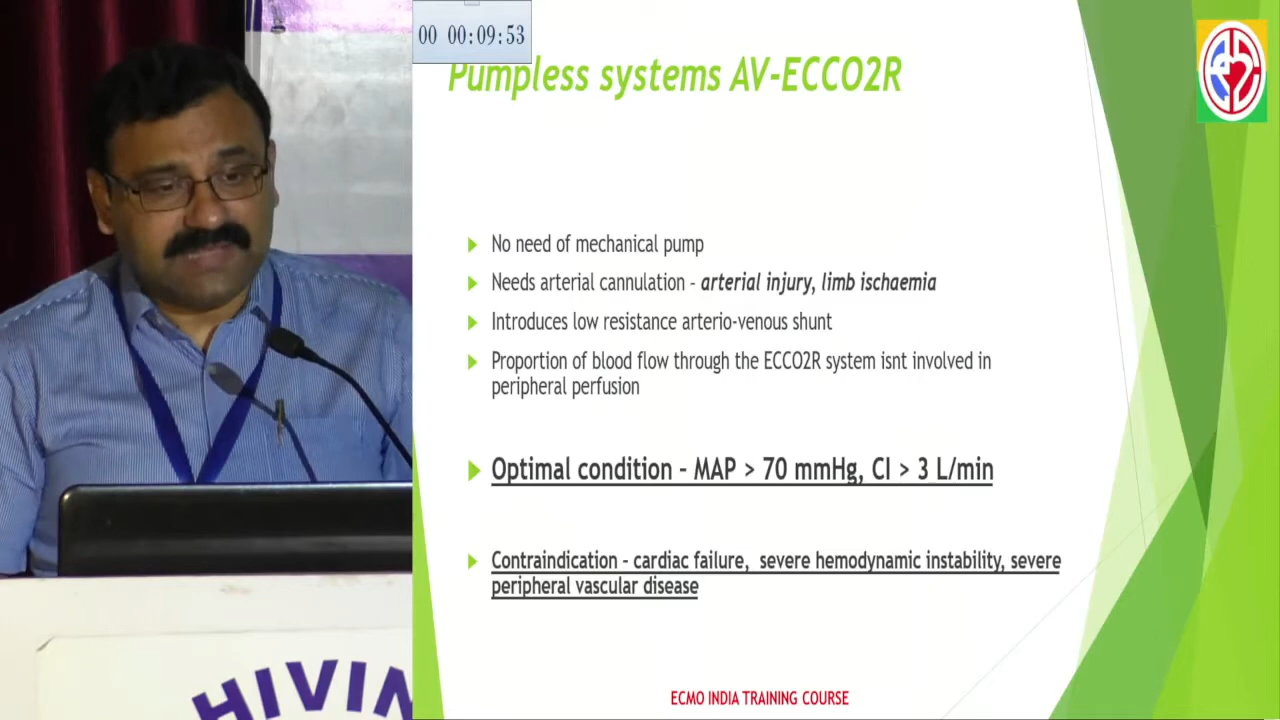 00 00:09:53
Pumpless systems AV-ECCO2R
No need of mechanical pump
Needs arterial cannulation - arterial injury, limb ischaemia
Introduces low resistance arterio-venous shunt
Proportion of blood flow through the ECCO2R system isnt involved in
peripheral perfusion
Optimal condition - MAP > 70 mmHg, CI > 3 L/min
Contraindication - cardiac failure, severe hemodynamic instability, severe
peripheral vascular disease
ECMO INDIA TRAINING COURSE